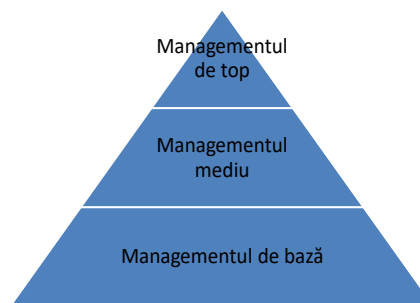 Managementul
de top
Managementul
mediu
Managementul de bază